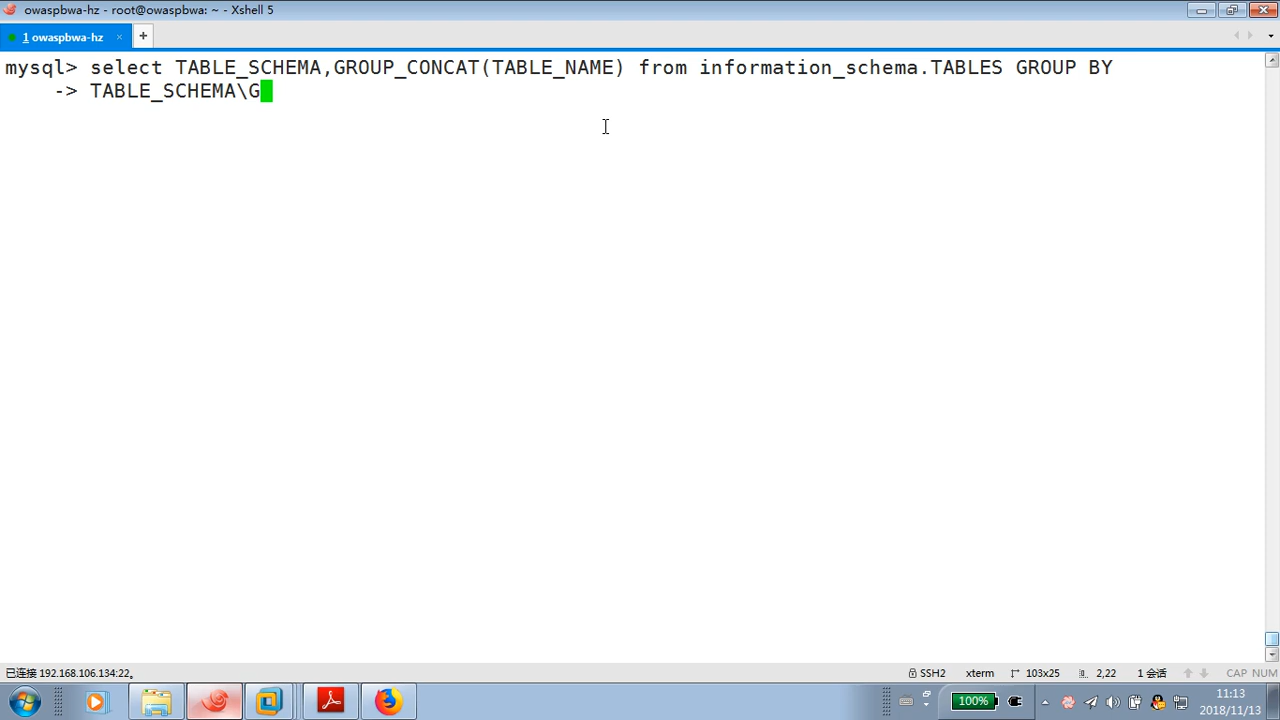 owaspbwa-hz - root@owaspbwa: ~ - Xshell 5
1 owaspbwa-hz × +
mysql> select TABLE_SCHEMA,GROUP_CONCAT(TABLE_NAME) from information_schema.TABLES GROUP BY
-> TABLE_SCHEMA\G
已连接 192.168.106.134:22。 SSH2 xterm 103x25 2,22 1 会话 CAP NUM
100% 11:13
2018/11/13